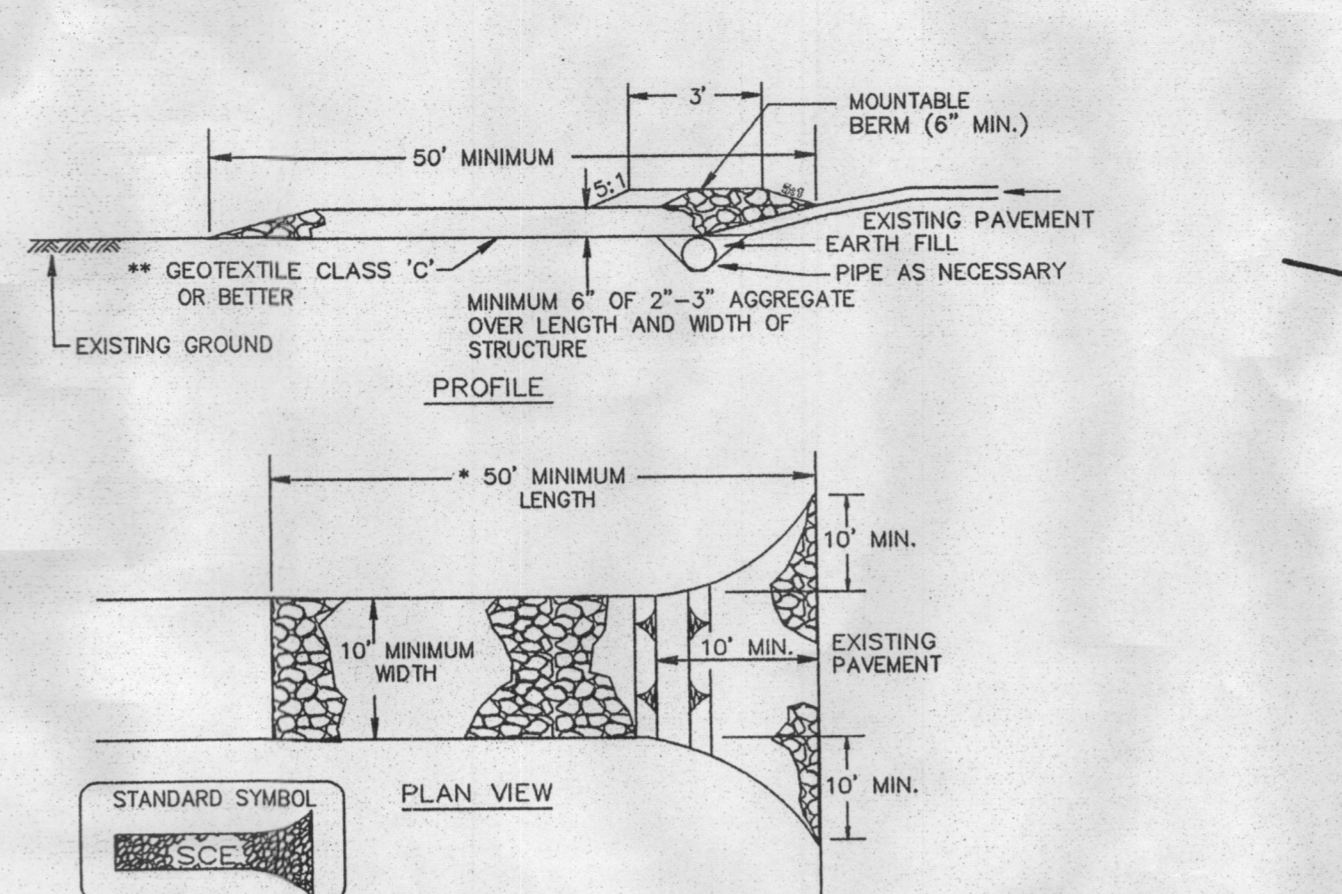 3'
MOUNTABLE
BERM (6" MIN.)
50' MINIMUM
5:1
EXISTING PAVEMENT
EARTH FILL
** GEOTEXTILE CLASS 'C'
OR BETTER
PIPE AS NECESSARY
MINIMUM 6" OF 2"-3" AGGREGATE
OVER LENGTH AND WIDTH OF
STRUCTURE
EXISTING GROUND
PROFILE
* 50' MINIMUM
LENGTH
10' MIN.
10' MINIMUM
WIDTH
10' MIN.
EXISTING
PAVEMENT
10' MIN.
PLAN VIEW
STANDARD SYMBOL
SCE